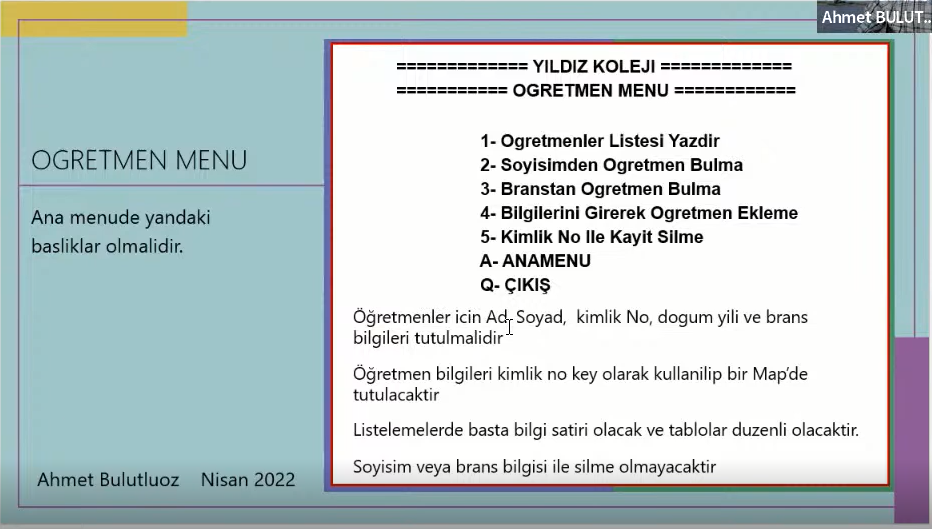 Ahmet BULUT...
============= YILDIZ KOLEJI =============
=========== OGRETMEN MENU ============
1- Ogretmenler Listesi Yazdir
2- Soyisimden Ogretmen Bulma
3- Branstan Ogretmen Bulma
4- Bilgilerini Girerek Ogretmen Ekleme
5- Kimlik No Ile Kayit Silme
A- ANAMENU
Q- ÇIKIŞ
OGRETMEN MENU
Ana menude yandaki
basliklar olmalidir.
Öğretmenler icin Ad, Soyad, kimlik No, dogum yili ve brans
bilgileri tutulmalidir
Öğretmen bilgileri kimlik no key olarak kullanilip bir Map’de
tutulacaktir
Listelemelerde basta bilgi satiri olacak ve tablolar duzenli olacaktir.
Soyisim veya brans bilgisi ile silme olmayacaktir
Ahmet Bulutluoz Nisan 2022